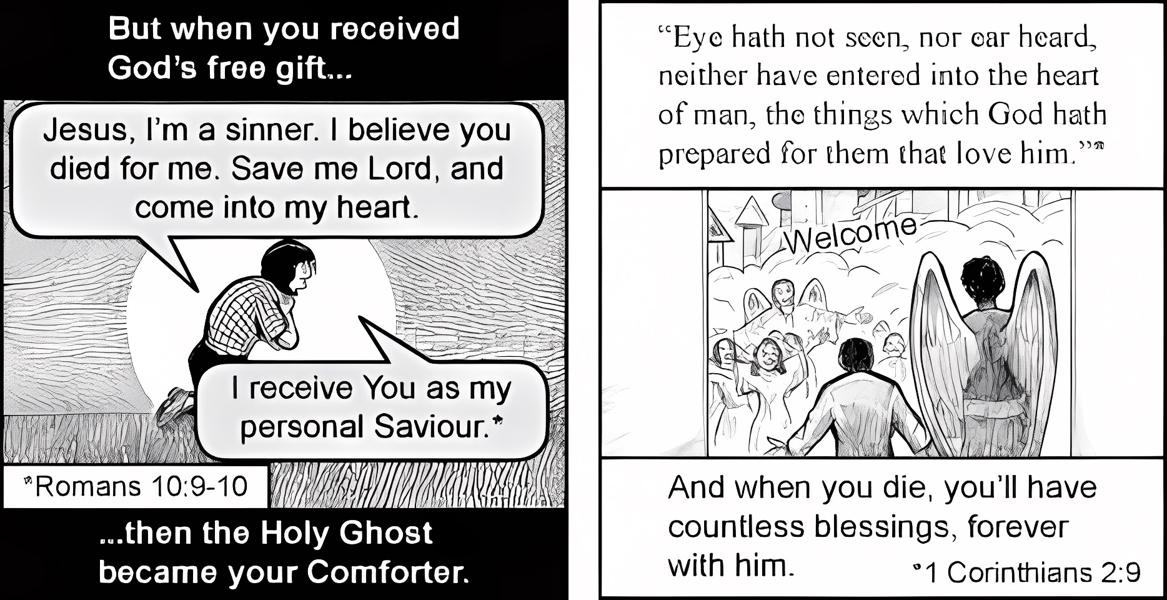 But when you received
God's free gift...
Jesus, I'm a sinner. I believe you
died for me. Save me Lord, and
come into my heart.
I receive You as my
personal Saviour.*
*Romans 10:9-10
...then the Holy Ghost
became your Comforter.
“Eye hath not seen, nor ear heard,
neither have entered into the heart
of man, the things which God hath
prepared for them that love him.”*
Welcome
And when you die, you'll have
countless blessings, forever
with him.
*1 Corinthians 2:9